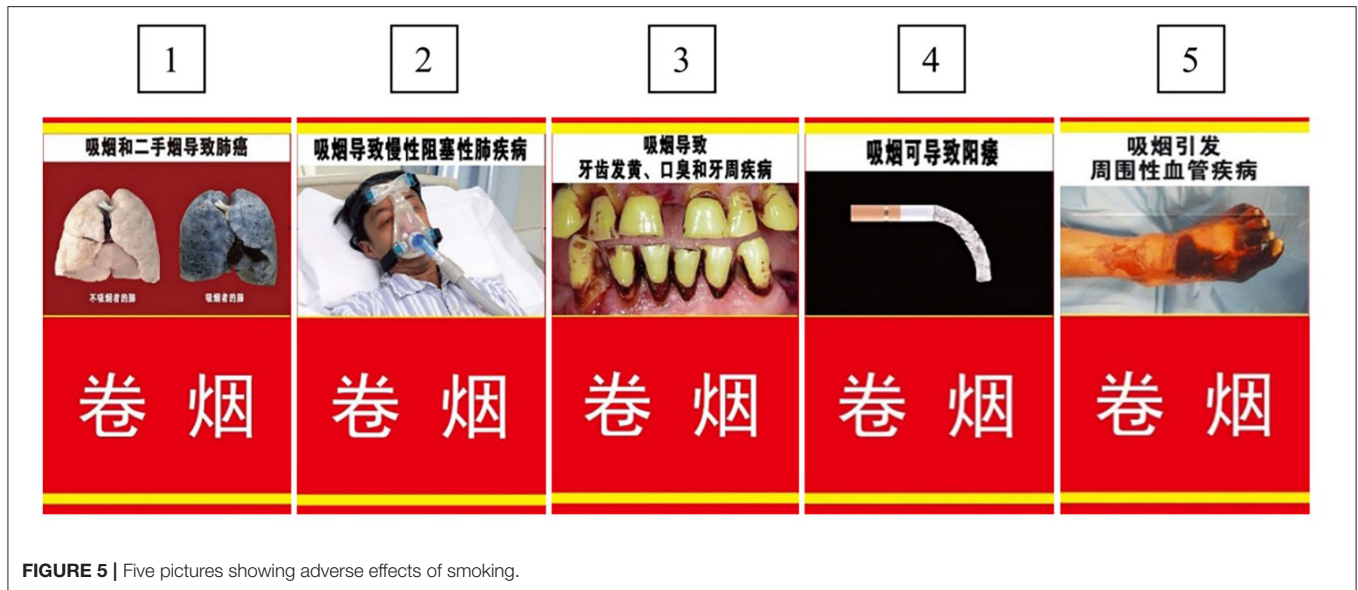 1
2
3
4
5
吸烟和二手烟导致肺癌
不吸烟者的肺
吸烟者的肺
卷烟
吸烟导致慢性阻塞性肺疾病
卷烟
吸烟导致
牙齿发黄、口臭和牙周疾病
卷烟
吸烟可导致阳痿
卷烟
吸烟引发
周围性血管疾病
卷烟
FIGURE 5 | Five pictures showing adverse effects of smoking.